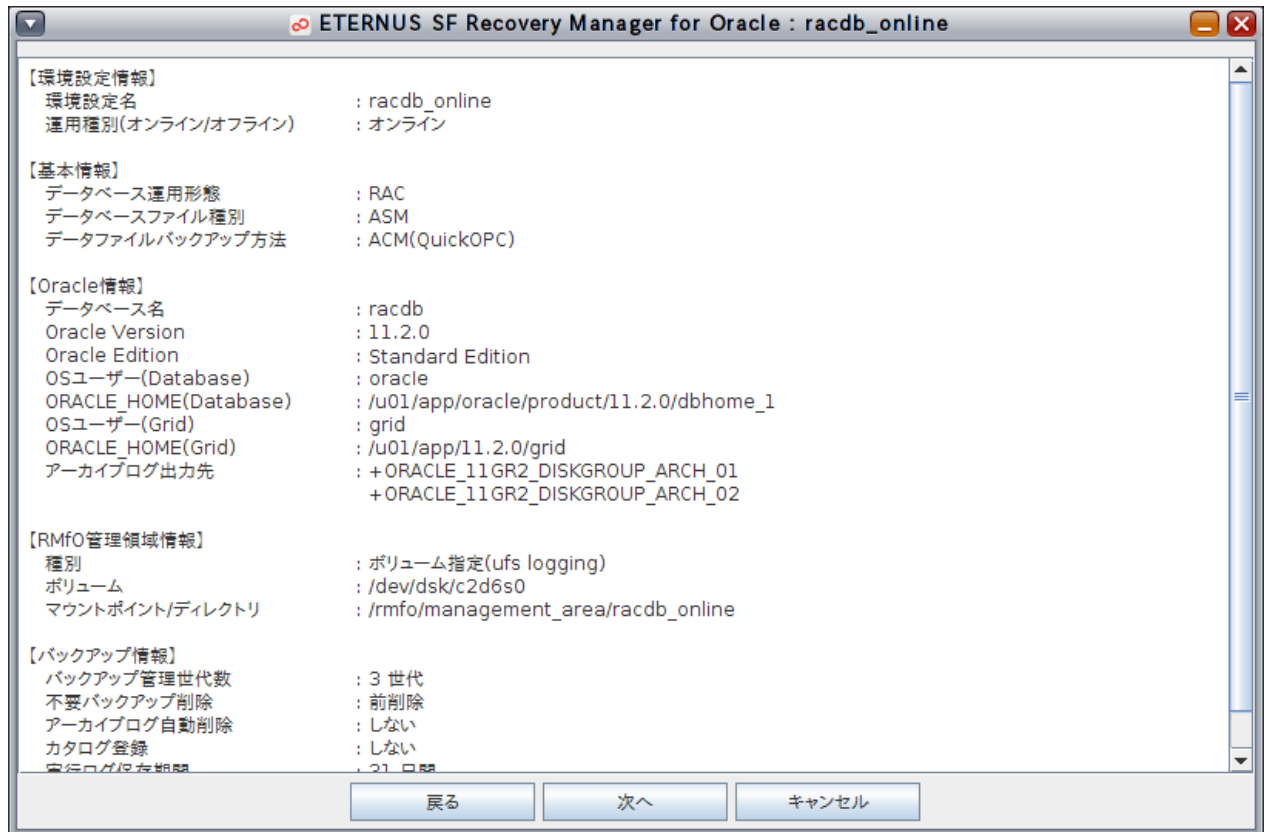 ETERNUS SF Recovery Manager for Oracle : racdb_online
【環境設定情報】
環境設定名 : racdb_online
運用種別(オンライン/オフライン) : オンライン
【基本情報】
データベース運用形態 : RAC
データベースファイル種別 : ASM
データファイルバックアップ方法 : ACM(QuickOPC)
【Oracle情報】
データベース名 : racdb
Oracle Version : 11.2.0
Oracle Edition : Standard Edition
OSユーザー(Database) : oracle
ORACLE_HOME(Database) : /u01/app/oracle/product/11.2.0/dbhome_1
OSユーザー(Grid) : grid
ORACLE_HOME(Grid) : /u01/app/11.2.0/grid
アーカイブログ出力先 : +ORACLE_11GR2_DISKGROUP_ARCH_01
+ORACLE_11GR2_DISKGROUP_ARCH_02
【RMfO管理領域情報】
種別 : ボリューム指定(ufs logging)
ボリューム : /dev/dsk/c2d6s0
マウントポイント/ディレクトリ : /rmfo/management_area/racdb_online
【バックアップ情報】
バックアップ管理世代数 : 3 世代
不要バックアップ削除 : 前削除
アーカイブログ自動削除 : しない
カタログ登録 : しない
実行ログ保存期間 : 31 日間
戻る 次へ キャンセル